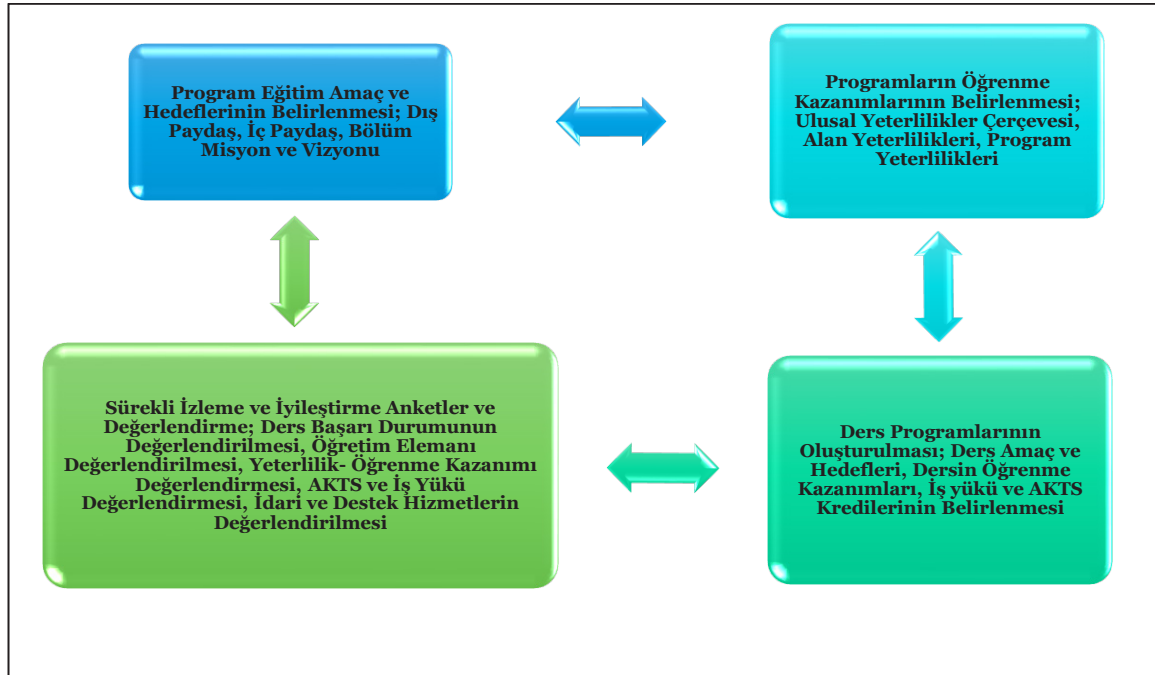 Program Eğitim Amaç ve
Hedeflerinin Belirlenmesi; Dış
Paydaş, İç Paydaş, Bölüm
Misyon ve Vizyonu
Programların Öğrenme
Kazanımlarının Belirlenmesi;
Ulusal Yeterlilikler Çerçevesi,
Alan Yeterlilikleri, Program
Yeterlilikleri
Sürekli İzleme ve İyileştirme Anketler ve
Değerlendirme; Ders Başarı Durumunun
Değerlendirilmesi, Öğretim Elemanı
Değerlendirilmesi, Yeterlilik- Öğrenme Kazanımı
Değerlendirmesi, AKTS ve İş Yükü
Değerlendirmesi, İdari ve Destek Hizmetlerin
Değerlendirilmesi
Ders Programlarının
Oluşturulması; Ders Amaç ve
Hedefleri, Dersin Öğrenme
Kazanımları, İş yükü ve AKTS
Kredilerinin Belirlenmesi